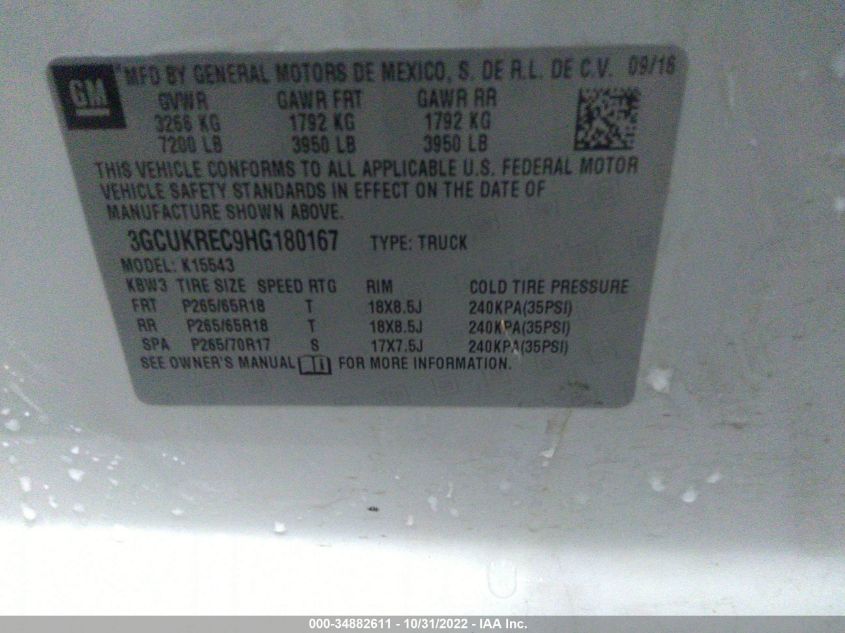 GM
MFD BY GENERAL MOTORS DE MEXICO, S. DE R.L. DE C.V. 09/16
GVWR GAWR FRT GAWR RR
3266 KG 1792 KG 1792 KG
7200 LB 3950 LB 3950 LB
THIS VEHICLE CONFORMS TO ALL APPLICABLE U.S. FEDERAL MOTOR
VEHICLE SAFETY STANDARDS IN EFFECT ON THE DATE OF
MANUFACTURE SHOWN ABOVE.
3GCUKREC9HG180167 TYPE: TRUCK
MODEL: K15543
KBW3 TIRE SIZE SPEED RTG RIM COLD TIRE PRESSURE
FRT P265/65R18 T 18X8.5J 240KPA(35PSI)
RR P265/65R18 T 18X8.5J 240KPA(35PSI)
SPA P265/70R17 S 17X7.5J 240KPA(35PSI)
SEE OWNER'S MANUAL FOR MORE INFORMATION.
000-34882611 - 10/31/2022 - IAA Inc.